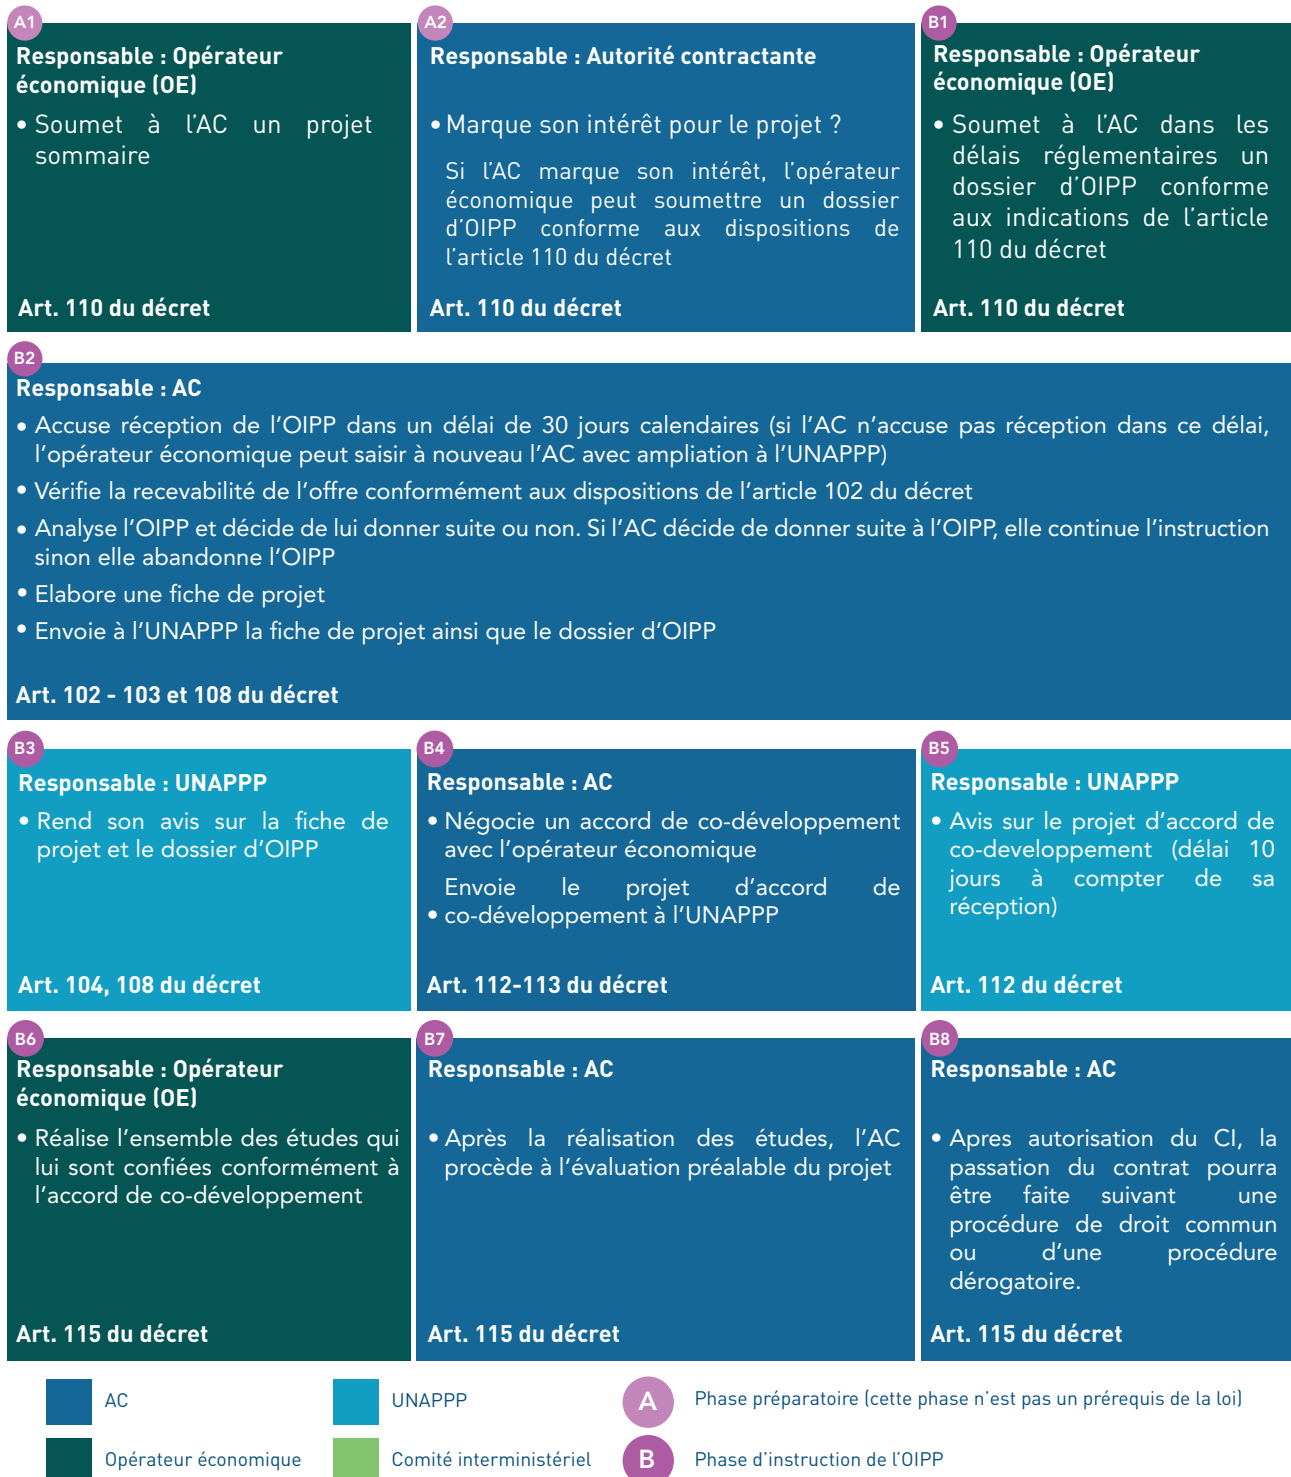 A1
Responsable : Opérateur
économique (OE)
• Soumet à l'AC un projet
sommaire
Art. 110 du décret
A2
Responsable : Autorité contractante
• Marque son intérêt pour le projet ?
Si l'AC marque son intérêt, l'opérateur
économique peut soumettre un dossier
d'OIPP conforme aux dispositions de
l'article 110 du décret
Art. 110 du décret
B1
Responsable : Opérateur
économique (OE)
• Soumet à l'AC dans les
délais réglementaires un
dossier d'OIPP conforme
aux indications de l'article
110 du décret
Art. 110 du décret
B2
Responsable : AC
• Accuse réception de l'OIPP dans un délai de 30 jours calendaires (si l'AC n'accuse pas réception dans ce délai,
l'opérateur économique peut saisir à nouveau l'AC avec ampliation à l'UNAPPP)
• Vérifie la recevabilité de l'offre conformément aux dispositions de l'article 102 du décret
• Analyse l'OIPP et décide de lui donner suite ou non. Si l'AC décide de donner suite à l'OIPP, elle continue l'instruction
sinon elle abandonne l'OIPP
• Elabore une fiche de projet
• Envoie à l'UNAPPP la fiche de projet ainsi que le dossier d'OIPP
Art. 102 - 103 et 108 du décret
B3
Responsable : UNAPPP
• Rend son avis sur la fiche de
projet et le dossier d'OIPP
Art. 104, 108 du décret
B4
Responsable : AC
• Négocie un accord de co-développement
avec l'opérateur économique
Envoie le projet d'accord de
• co-développement à l'UNAPPP
Art. 112-113 du décret
B5
Responsable : UNAPPP
• Avis sur le projet d'accord de
co-developpement (délai 10
jours à compter de sa
réception)
Art. 112 du décret
B6
Responsable : Opérateur
économique (OE)
• Réalise l'ensemble des études qui
lui sont confiées conformément à
l'accord de co-développement
Art. 115 du décret
B7
Responsable : AC
• Après la réalisation des études, l'AC
procède à l'évaluation préalable du projet
Art. 115 du décret
B8
Responsable : AC
• Apres autorisation du CI, la
passation du contrat pourra
être faite suivant une
procédure de droit commun
ou d'une procédure
dérogatoire.
Art. 115 du décret
AC
UNAPPP
A
Phase préparatoire (cette phase n'est pas un prérequis de la loi)
Opérateur économique
Comité interministériel
B
Phase d'instruction de l'OIPP